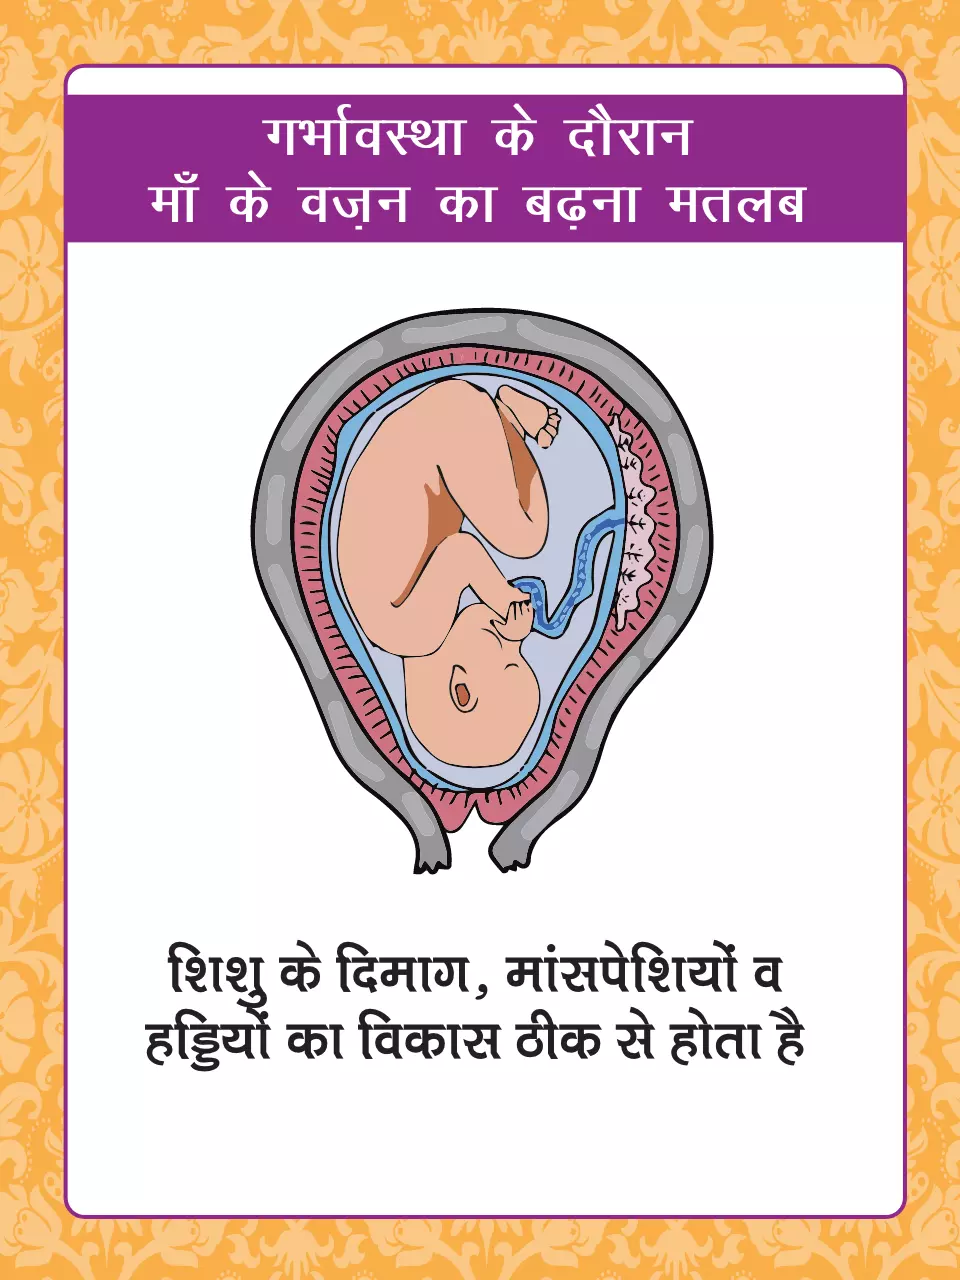 गर्भावस्था के दौरान
माँ के वज़न का बढ़ना मतलब
शिशु के दिमाग, मांसपेशियों व
हड्डियों का विकास ठीक से होता है